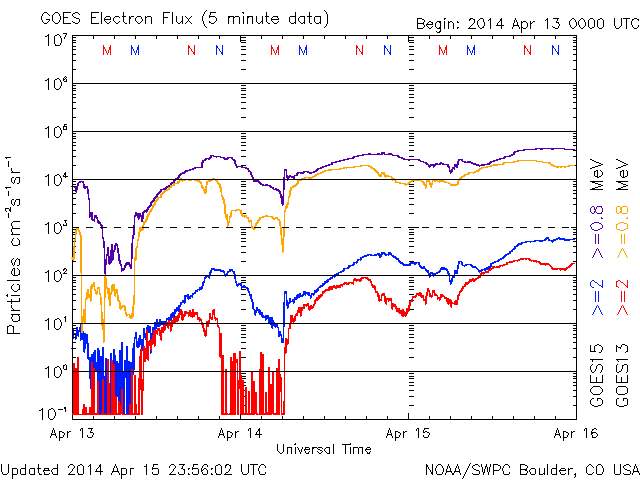 GOES Electron Flux (5 minute data)
Begin: 2014 Apr 13 0000 UTC
M M N N M M N N M M N N
10⁷
10⁶
10⁵
10⁴
10³
10²
10¹
10⁰
10⁻¹
Particles cm⁻²s⁻¹sr⁻¹
Apr 13 Apr 14 Apr 15 Apr 16
Universal Time
GOES15 >=2 >=0.8 MeV
GOES13 >=2 >=0.8 MeV
Updated 2014 Apr 15 23:56:02 UTC
NOAA/SWPC Boulder, CO USA